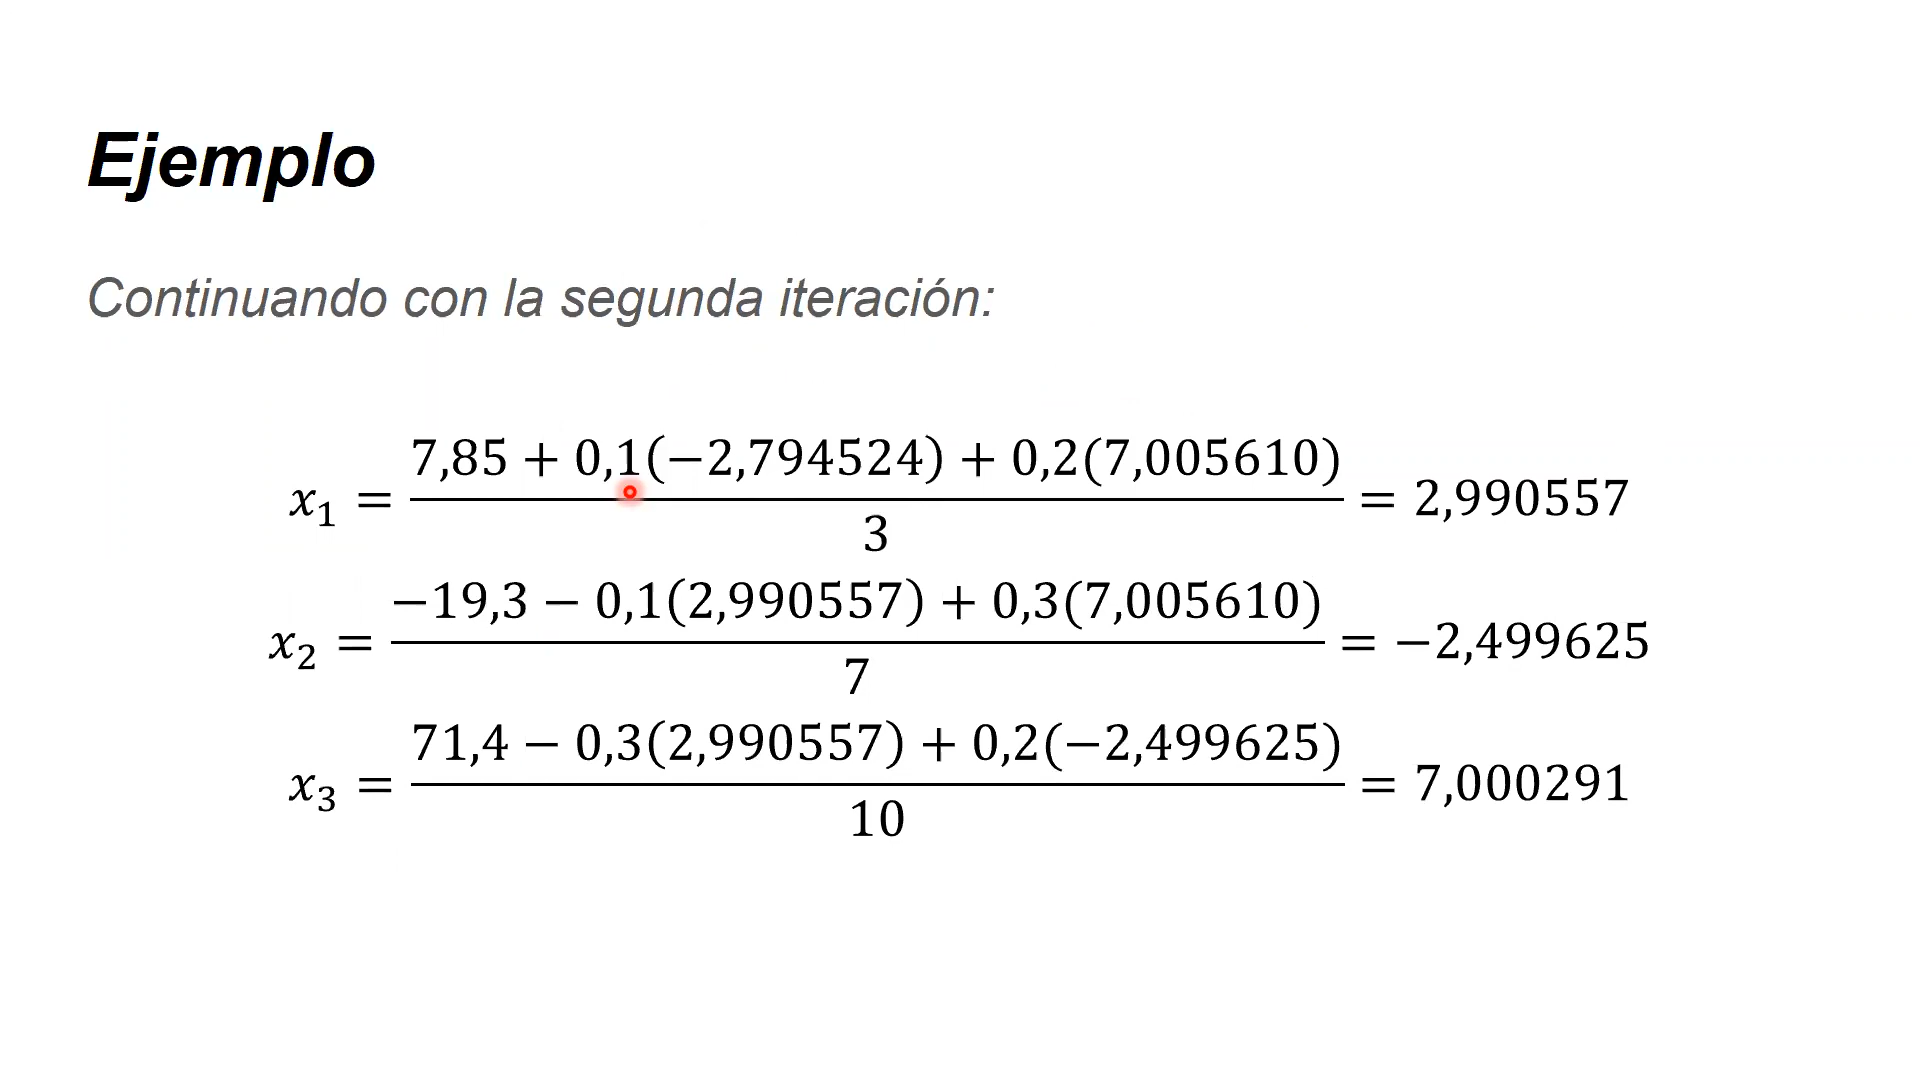 Ejemplo
Continuando con la segunda iteración:
x₁ = (7,85 + 0,1(−2,794524) + 0,2(7,005610)) / 3 = 2,990557
x₂ = (−19,3 − 0,1(2,990557) + 0,3(7,005610)) / 7 = −2,499625
x₃ = (71,4 − 0,3(2,990557) + 0,2(−2,499625)) / 10 = 7,000291